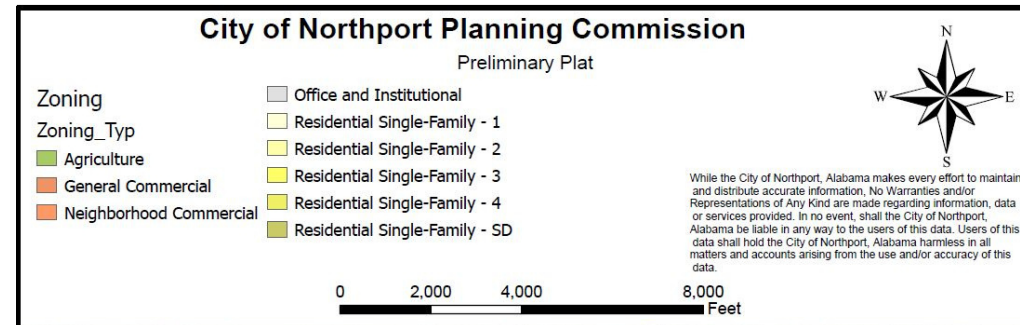 City of Northport Planning Commission
Preliminary Plat
Zoning
Zoning_Typ
Agriculture
General Commercial
Neighborhood Commercial
Office and Institutional
Residential Single-Family - 1
Residential Single-Family - 2
Residential Single-Family - 3
Residential Single-Family - 4
Residential Single-Family - SD
N
W
E
S
While the City of Northport, Alabama makes every effort to maintain
and distribute accurate information, No Warranties and/or
Representations of Any Kind are made regarding information, data
or services provided. In no event, shall the City of Northport,
Alabama be liable in any way to the users of this data. Users of this
data shall hold the City of Northport, Alabama harmless in all
matters and accounts arising from the use and/or accuracy of this
data.
0 2,000 4,000 8,000
Feet